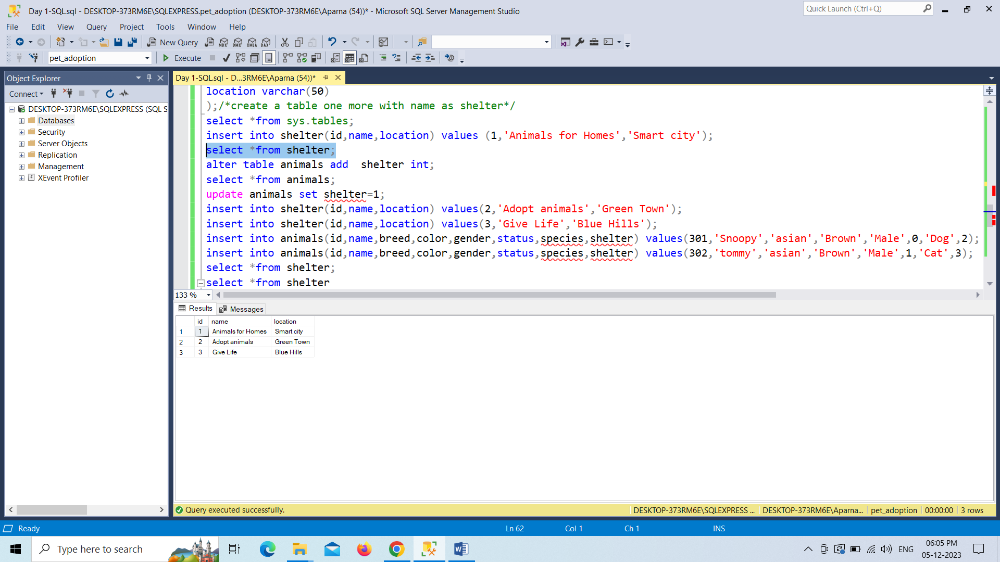 Day 1-SQL.sql - DESKTOP-373RM6E\SQLEXPRESS.pet_adoption (DESKTOP-373RM6E\Aparna (54))* - Microsoft SQL Server Management Studio
Quick Launch (Ctrl+Q)
File Edit View Query Project Tools Window Help
New Query MDX DMX XMLA DAX
pet_adoption Execute
Object Explorer
Connect
DESKTOP-373RM6E\SQLEXPRESS (SQL S
Databases
Security
Server Objects
Replication
Management
XEvent Profiler
Day 1-SQL.sql - D...3RM6E\Aparna (54))*
location varchar(50)
);/*create a table one more with name as shelter*/
select *from sys.tables;
insert into shelter(id,name,location) values (1,'Animals for Homes','Smart city');
select *from shelter;
alter table animals add  shelter int;
select *from animals;
update animals set shelter=1;
insert into shelter(id,name,location) values(2,'Adopt animals','Green Town');
insert into shelter(id,name,location) values(3,'Give Life','Blue Hills');
insert into animals(id,name,breed,color,gender,status,species,shelter) values(301,'Snoopy','asian','Brown','Male',0,'Dog',2);
insert into animals(id,name,breed,color,gender,status,species,shelter) values(302,'tommy','asian','Brown','Male',1,'Cat',3);
select *from shelter;
select *from shelter
133 %
Results Messages
id name location
1 1 Animals for Homes Smart city
2 2 Adopt animals Green Town
3 3 Give Life Blue Hills
Query executed successfully.
DESKTOP-373RM6E\SQLEXPRESS ... DESKTOP-373RM6E\Aparna... pet_adoption 00:00:00 3 rows
Ready Ln 62 Col 1 Ch 1 INS
Type here to search
ENG
06:05 PM
05-12-2023